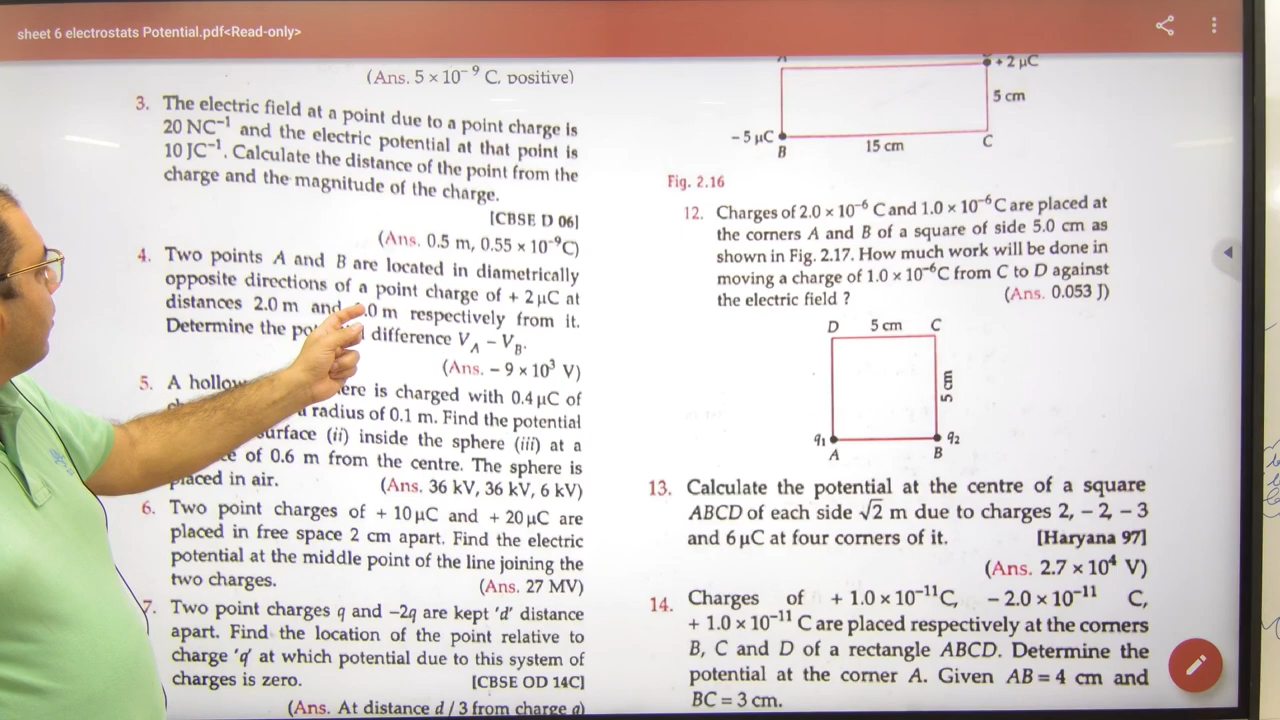 sheet 6 electrostats Potential.pdf<Read-only>
(Ans. 5 × 10⁻⁹ C, positive)
3. The electric field at a point due to a point charge is
20 NC⁻¹ and the electric potential at that point is
10 JC⁻¹. Calculate the distance of the point from the
charge and the magnitude of the charge.
[CBSE D 06]
(Ans. 0.5 m, 0.55 × 10⁻⁹C)
4. Two points A and B are located in diametrically
opposite directions of a point charge of + 2 μC at
distances 2.0 m and .0 m respectively from it.
Determine the difference V_A − V_B.
(Ans. − 9 × 10³ V)
5. A hollow ere is charged with 0.4 μC of
radius of 0.1 m. Find the potential
surface (ii) inside the sphere (iii) at a
of 0.6 m from the centre. The sphere is
placed in air. (Ans. 36 kV, 36 kV, 6 kV)
6. Two point charges of + 10 μC and + 20 μC are
placed in free space 2 cm apart. Find the electric
potential at the middle point of the line joining the
two charges. (Ans. 27 MV)
7. Two point charges q and −2q are kept 'd' distance
apart. Find the location of the point relative to
charge 'q' at which potential due to this system of
charges is zero. [CBSE OD 14C]
(Ans. At distance d / 3 from charge q)
+ 2 μC
5 cm
− 5 μC
B
15 cm
C
Fig. 2.16
12. Charges of 2.0 × 10⁻⁶ C and 1.0 × 10⁻⁶ C are placed at
the corners A and B of a square of side 5.0 cm as
shown in Fig. 2.17. How much work will be done in
moving a charge of 1.0 × 10⁻⁶C from C to D against
the electric field ? (Ans. 0.053 J)
D 5 cm C
5 cm
q₁ q₂
A B
13. Calculate the potential at the centre of a square
ABCD of each side √2 m due to charges 2, − 2, − 3
and 6 μC at four corners of it. [Haryana 97]
(Ans. 2.7 × 10⁴ V)
14. Charges of + 1.0 × 10⁻¹¹C, − 2.0 × 10⁻¹¹ C,
+ 1.0 × 10⁻¹¹ C are placed respectively at the corners
B, C and D of a rectangle ABCD. Determine the
potential at the corner A. Given AB = 4 cm and
BC = 3 cm.